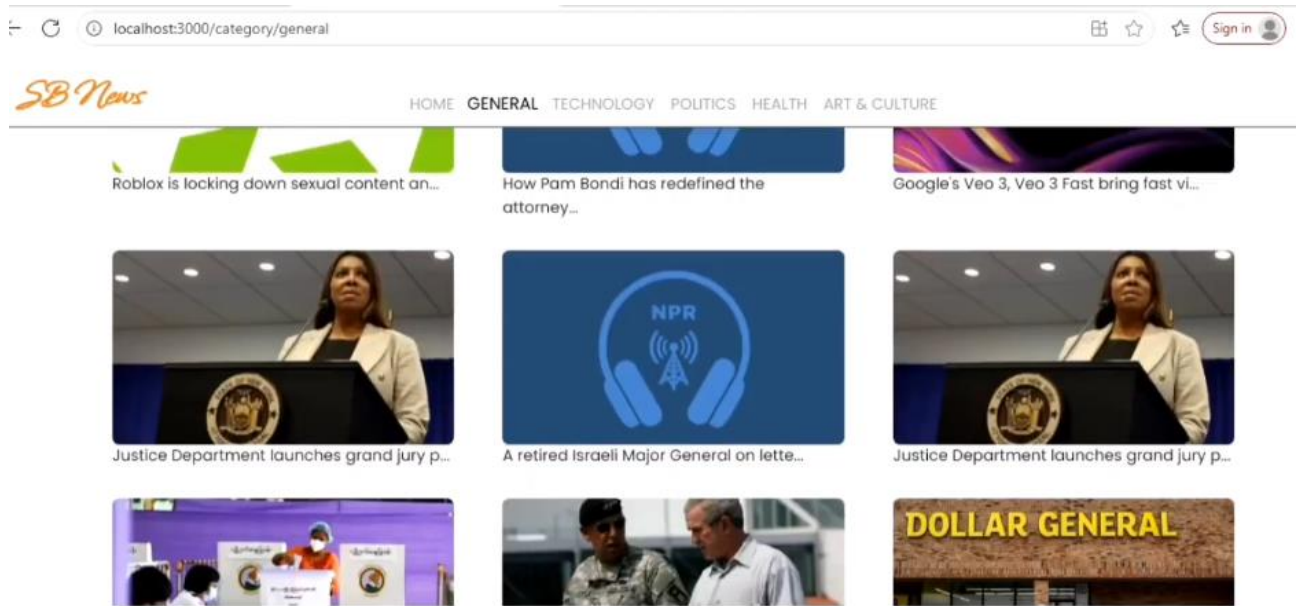 localhost:3000/category/general
Sign in
SB News
HOME GENERAL TECHNOLOGY POLITICS HEALTH ART & CULTURE
Roblox is locking down sexual content an...
How Pam Bondi has redefined the
attorney...
Google's Veo 3, Veo 3 Fast bring fast vi...
NPR
Justice Department launches grand jury p...
A retired Israeli Major General on lette...
Justice Department launches grand jury p...
DOLLAR GENERAL